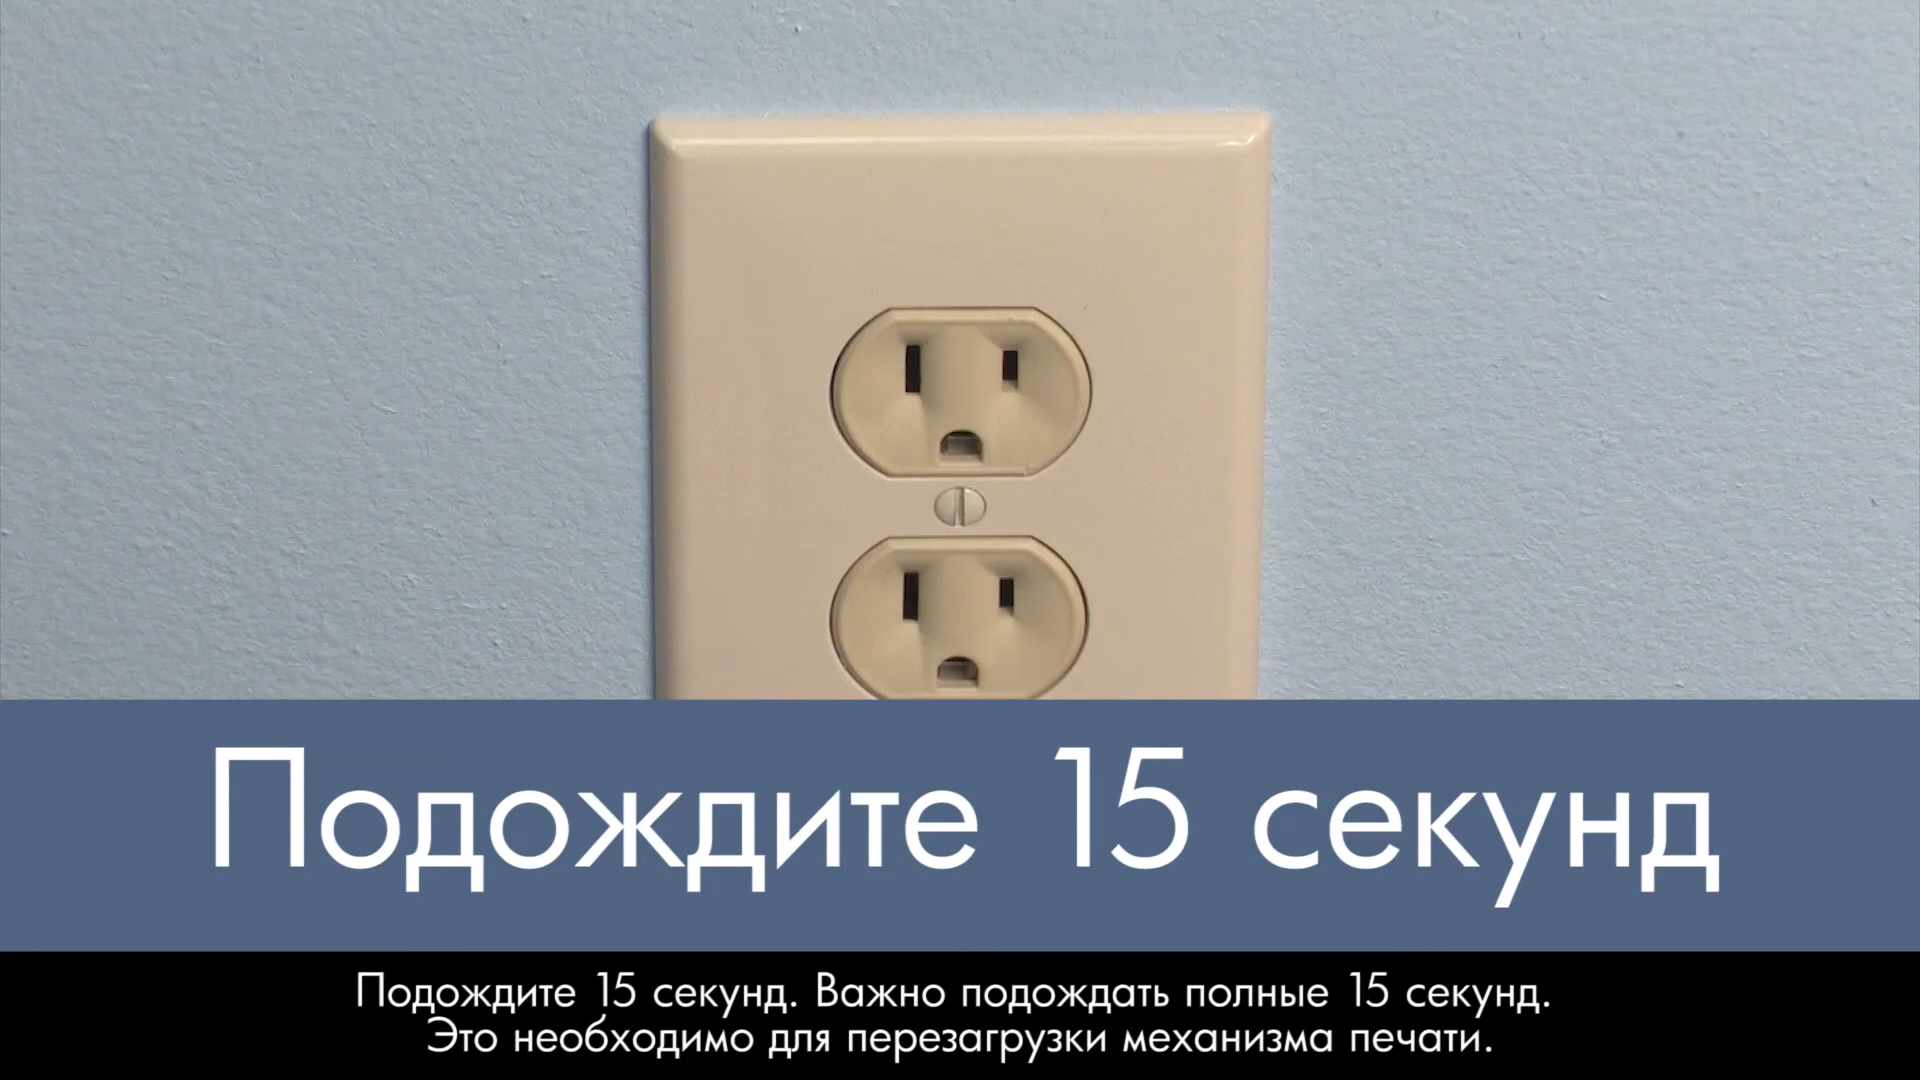 Подождите 15 секунд
Подождите 15 секунд. Важно подождать полные 15 секунд.
Это необходимо для перезагрузки механизма печати.